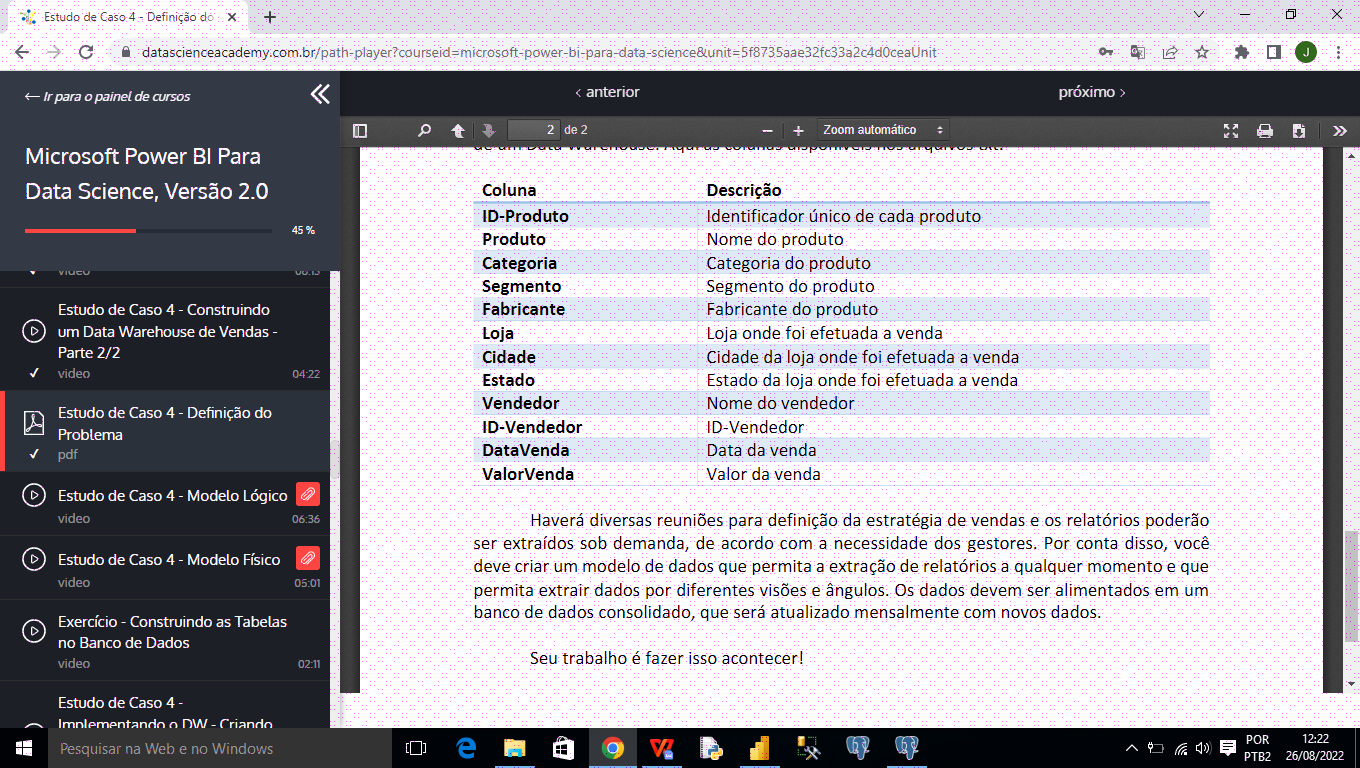 Estudo de Caso 4 - Definição do
datascienceacademy.com.br/path-player?courseid=microsoft-power-bi-para-data-science&unit=5f8735aae32fc33a2c4d0ceaUnit
J
← Ir para o painel de cursos
‹ anterior
próximo ›
2 de 2
Zoom automático
Microsoft Power BI Para
Data Science, Versão 2.0
45 %
video 08:13
Estudo de Caso 4 - Construindo
um Data Warehouse de Vendas -
Parte 2/2
video 04:22
Estudo de Caso 4 - Definição do
Problema
pdf
Estudo de Caso 4 - Modelo Lógico
video 06:36
Estudo de Caso 4 - Modelo Físico
video 05:01
Exercício - Construindo as Tabelas
no Banco de Dados
video 02:11
Estudo de Caso 4 -
Implementando o DW - Criando
de um Data Warehouse. Aqui as colunas disponíveis nos arquivos txt:
Coluna Descrição
ID-Produto Identificador único de cada produto
Produto Nome do produto
Categoria Categoria do produto
Segmento Segmento do produto
Fabricante Fabricante do produto
Loja Loja onde foi efetuada a venda
Cidade Cidade da loja onde foi efetuada a venda
Estado Estado da loja onde foi efetuada a venda
Vendedor Nome do vendedor
ID-Vendedor ID-Vendedor
DataVenda Data da venda
ValorVenda Valor da venda
Haverá diversas reuniões para definição da estratégia de vendas e os relatórios poderão
ser extraídos sob demanda, de acordo com a necessidade dos gestores. Por conta disso, você
deve criar um modelo de dados que permita a extração de relatórios a qualquer momento e que
permita extrair dados por diferentes visões e ângulos. Os dados devem ser alimentados em um
banco de dados consolidado, que será atualizado mensalmente com novos dados.
Seu trabalho é fazer isso acontecer!
Pesquisar na Web e no Windows
POR
PTB2
12:22
26/08/2022